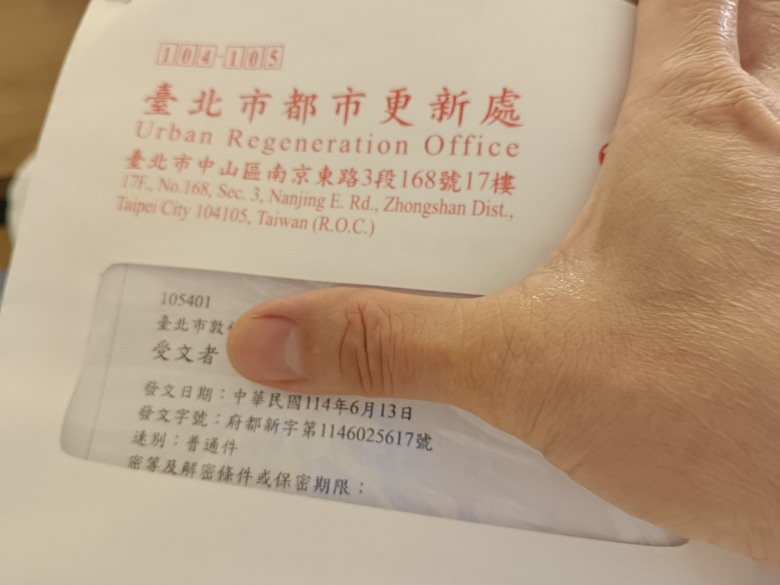 104-105
臺北市都市更新處
Urban Regeneration Office
臺北市中山區南京東路3段168號17樓
17F., No.168, Sec. 3, Nanjing E. Rd., Zhongshan Dist.,
Taipei City 104105, Taiwan (R.O.C.)
105401
臺北市敦
受文者
發文日期：中華民國114年6月13日
發文字號：府都新字第1146025617號
速別：普通件
密等及解密條件或保密期限：